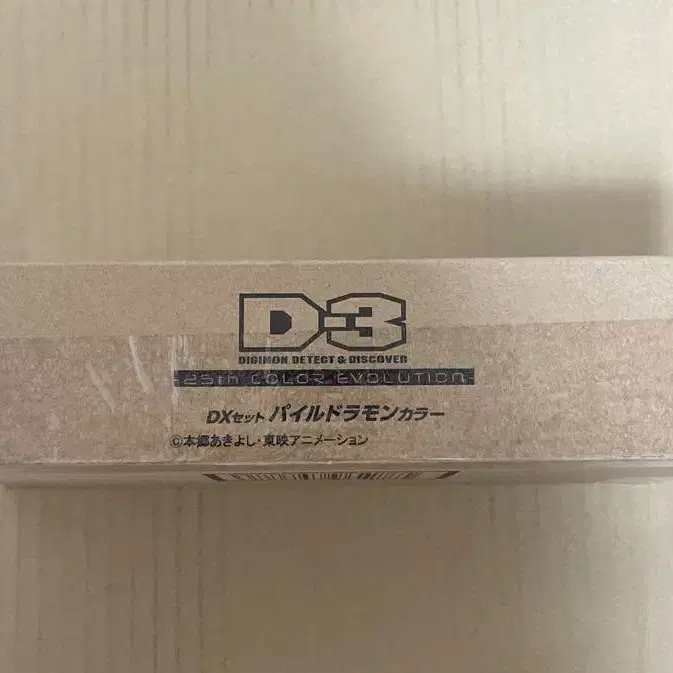 D-3
DIGIMON DETECT & DISCOVER
-25th COLOR EVOLUTION-
DXセット パイルドラモンカラー
©本郷あきよし・東映アニメーション